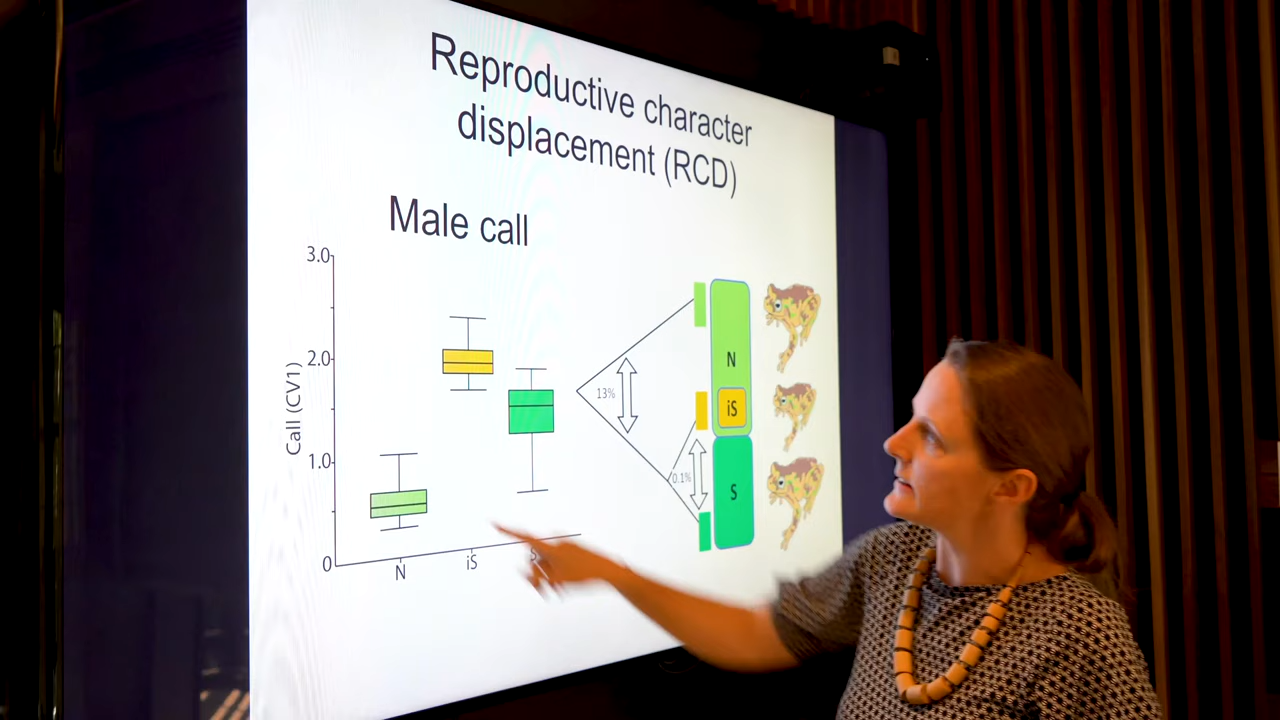 Reproductive character
displacement (RCD)
Male call
3.0
2.0
1.0
0
Call (CV1)
N
iS
S
13%
0.1%
N
iS
S